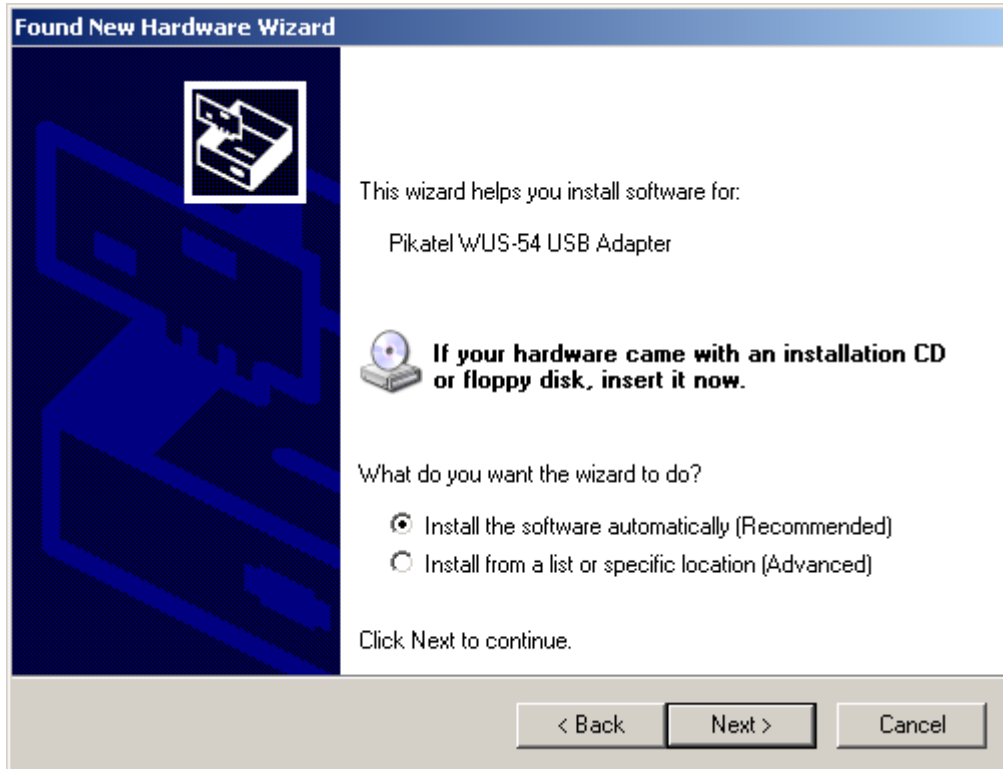 Found New Hardware Wizard
This wizard helps you install software for:
Pikatel WUS-54 USB Adapter
If your hardware came with an installation CD
or floppy disk, insert it now.
What do you want the wizard to do?
Install the software automatically (Recommended)
Install from a list or specific location (Advanced)
Click Next to continue.
< Back
Next >
Cancel